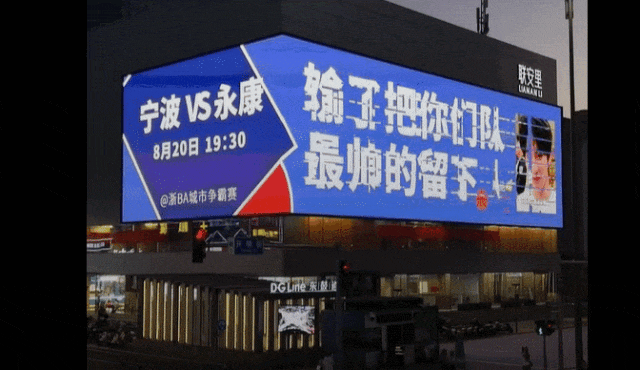 宁波 VS 永康
8月20日 19:30
@浙BA城市争霸赛
输了把你们队
最帅的留下！
联安里
LIANAN LI
DGLine 东鼓道